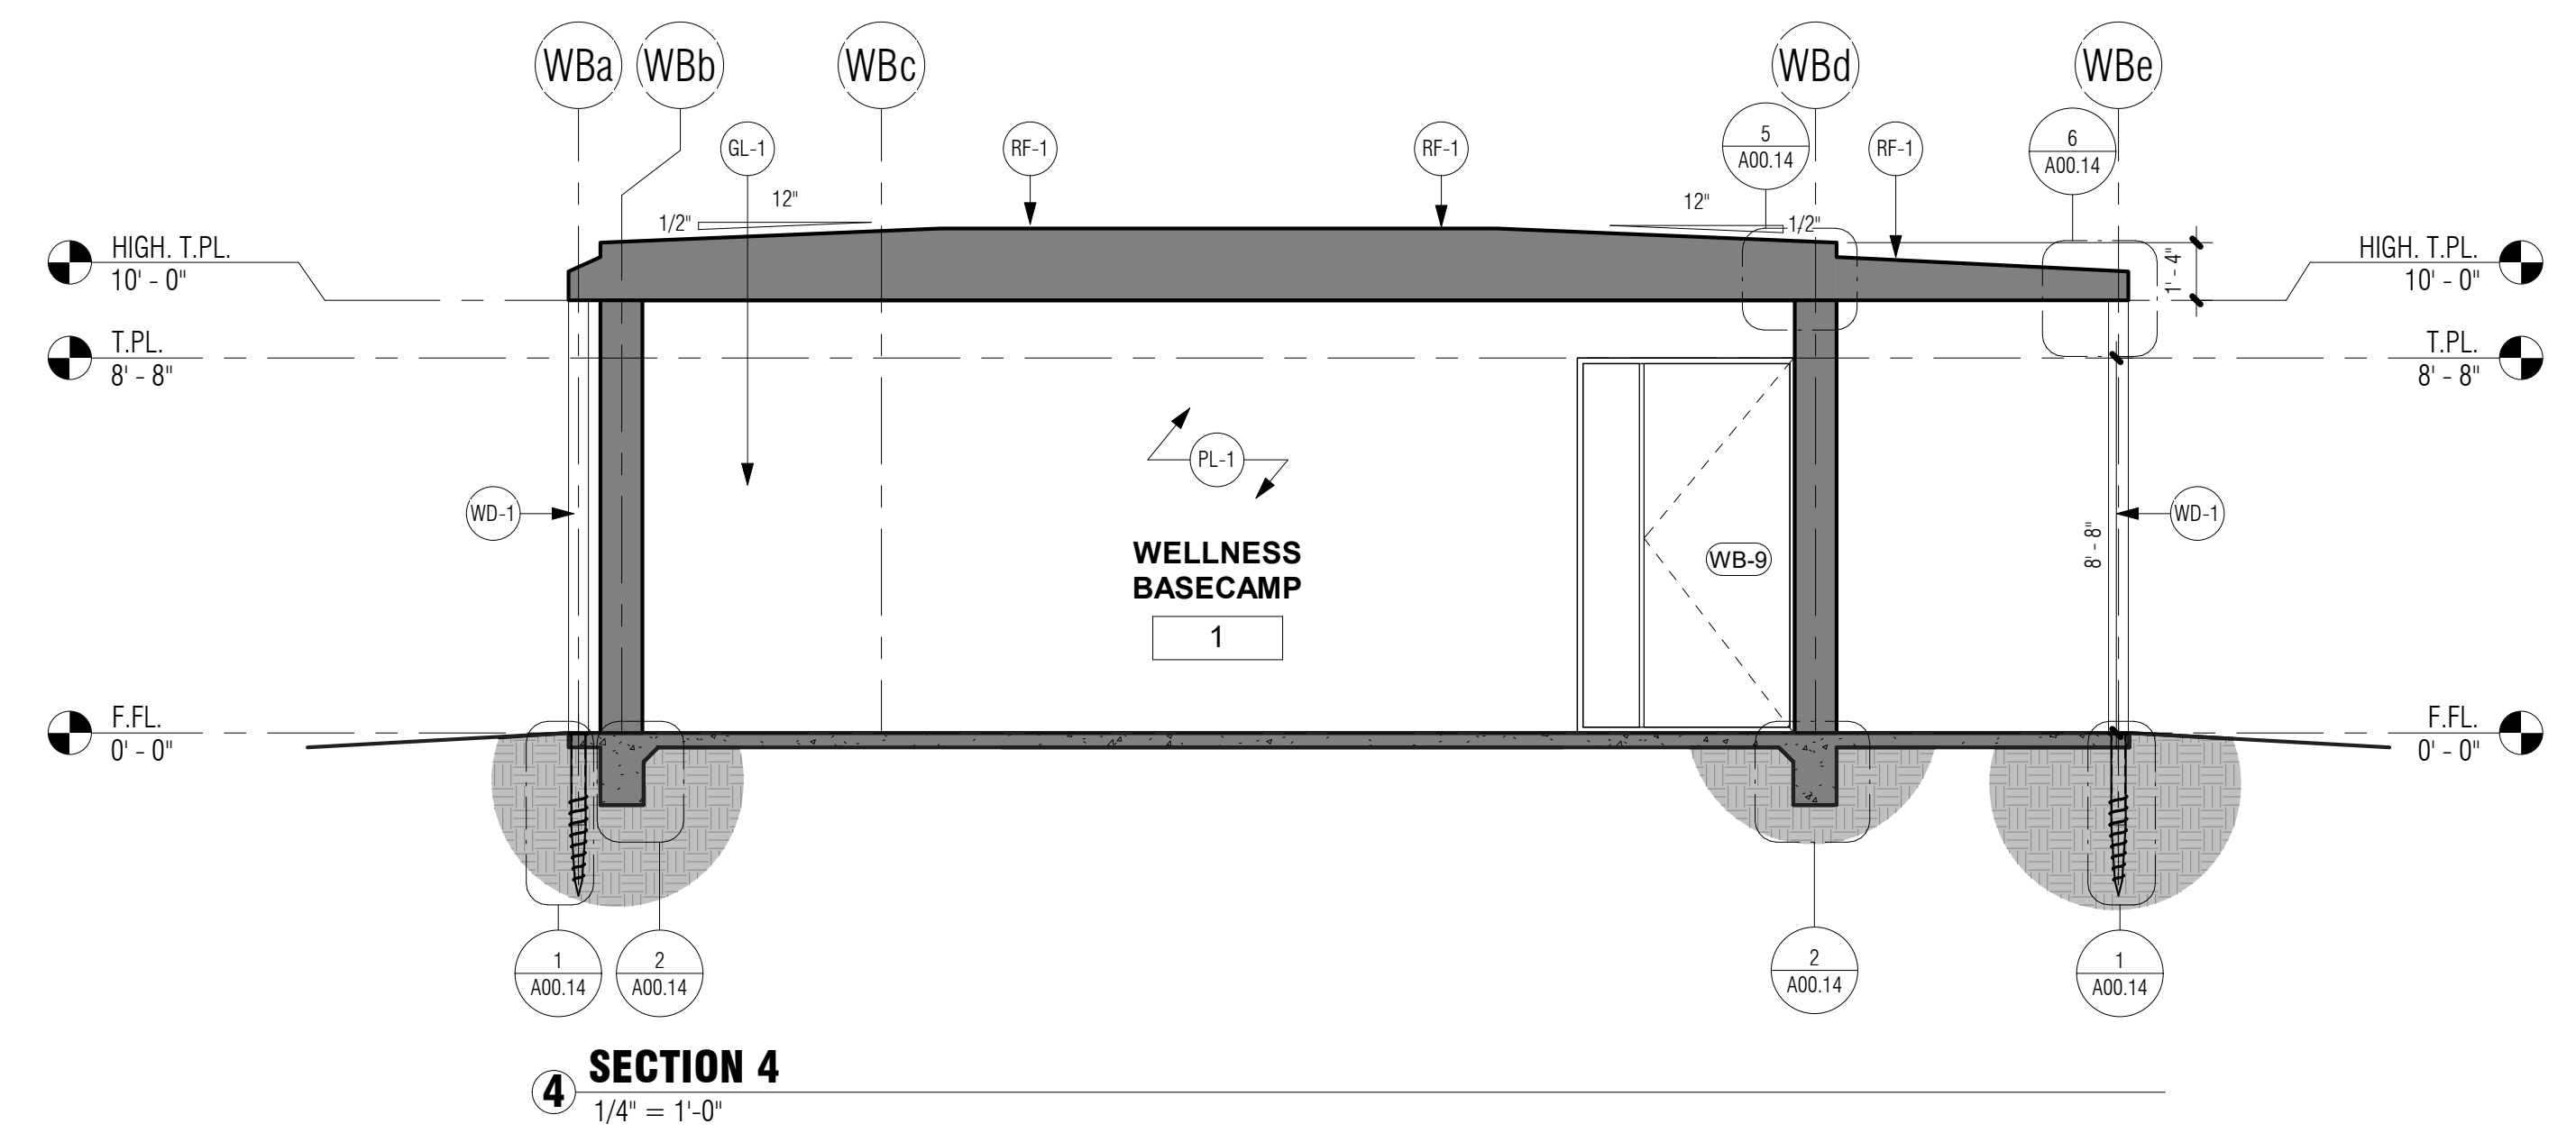 WBa
WBb
WBc
WBd
WBe
GL-1
RF-1
RF-1
5
A00.14
RF-1
6
A00.14
12"
1/2"
12"
1/2"
HIGH. T.PL.
10' - 0"
1' - 4"
HIGH. T.PL.
10' - 0"
T.PL.
8' - 8"
T.PL.
8' - 8"
PL-1
WD-1
WD-1
WELLNESS
BASECAMP
1
WB-9
8' - 8"
F.FL.
0' - 0"
F.FL.
0' - 0"
1
A00.14
2
A00.14
2
A00.14
1
A00.14
4
SECTION 4
1/4" = 1'-0"